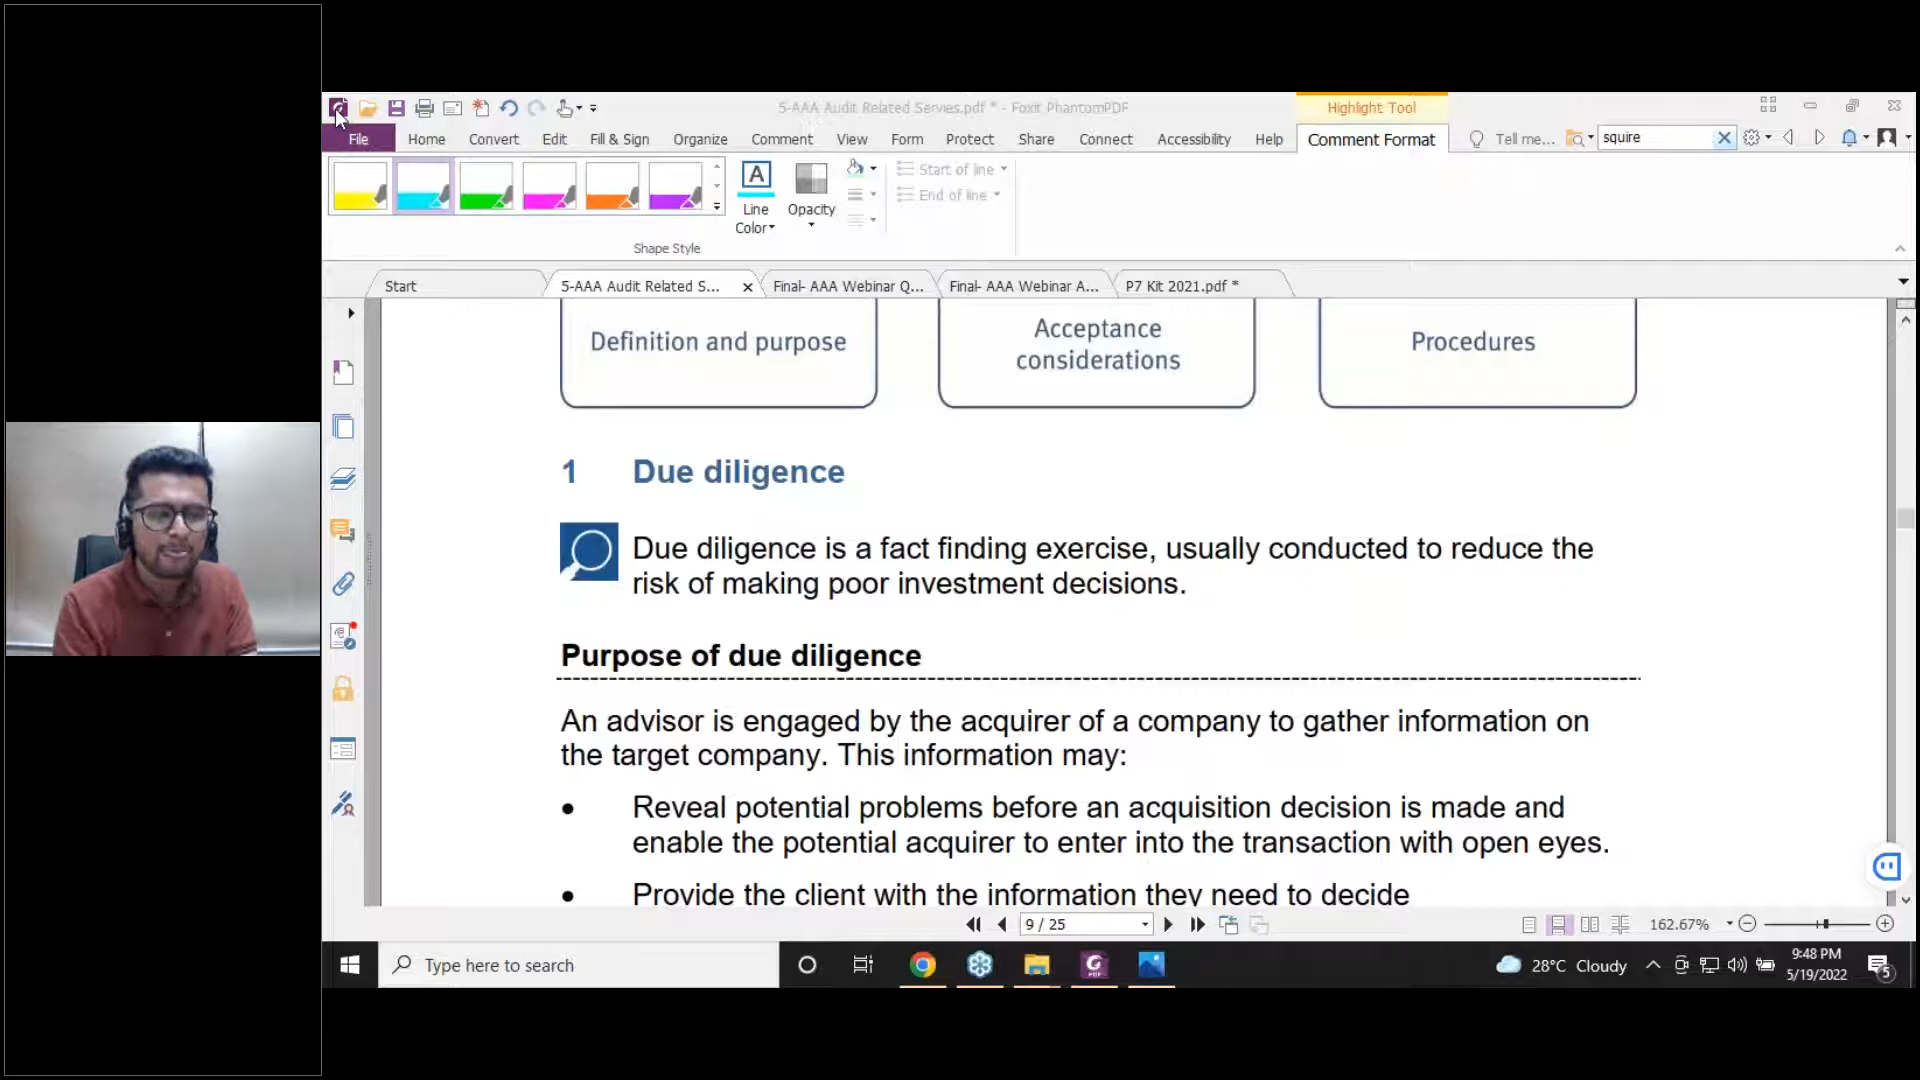 5-AAA Audit Related Servies.pdf * - Foxit PhantomPDF
Highlight Tool
File
Home
Convert
Edit
Fill & Sign
Organize
Comment
View
Form
Protect
Share
Connect
Accessibility
Help
Comment Format
Tell me...
squire
A
Line
Color
Opacity
Start of line
End of line
Shape Style
Start
5-AAA Audit Related S...
Final- AAA Webinar Q...
Final- AAA Webinar A...
P7 Kit 2021.pdf *
Definition and purpose
Acceptance
considerations
Procedures
1 Due diligence
Due diligence is a fact finding exercise, usually conducted to reduce the
risk of making poor investment decisions.
Purpose of due diligence
An advisor is engaged by the acquirer of a company to gather information on
the target company. This information may:
• Reveal potential problems before an acquisition decision is made and
enable the potential acquirer to enter into the transaction with open eyes.
• Provide the client with the information they need to decide
9 / 25
162.67%
Type here to search
28°C Cloudy
9:48 PM
5/19/2022
5